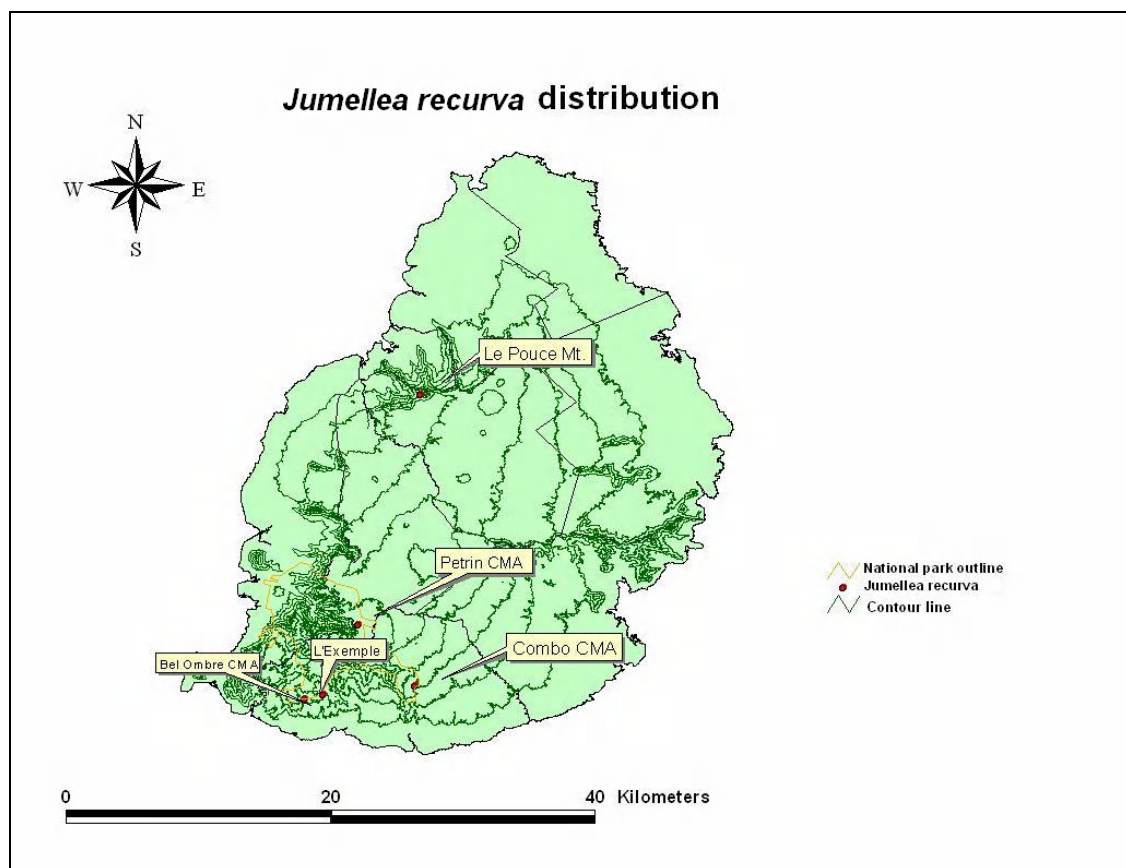 Jumellea recurva distribution
N
W E
S
Le Pouce Mt.
Petrin CMA
L'Exemple
Combo CMA
Bel Ombre CMA
National park outline
Jumellea recurva
Contour line
0 20 40 Kilometers